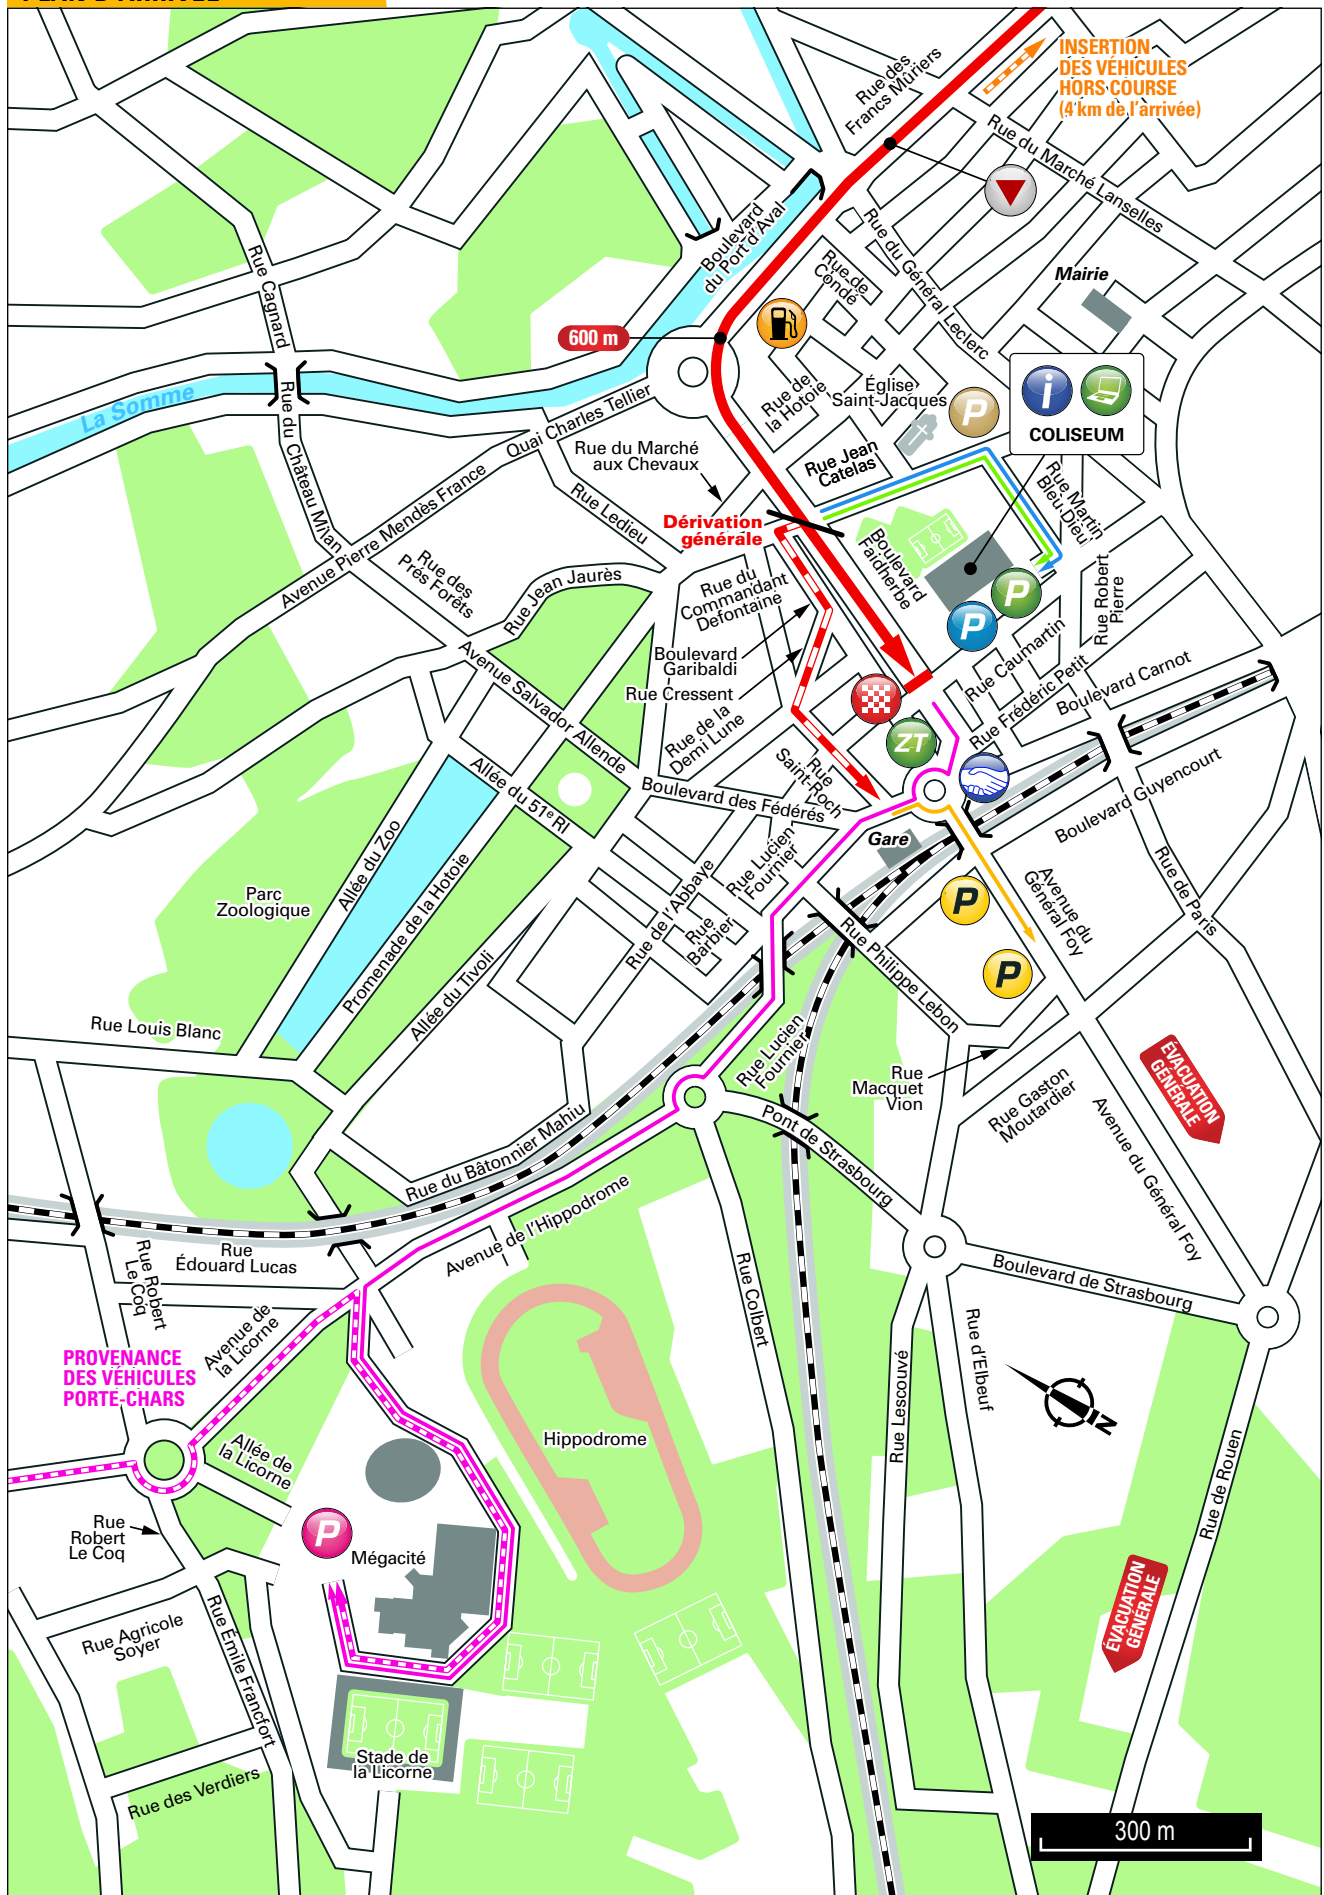 PLAN D'ARRIVÉE
INSERTION
DES VÉHICULES
HORS COURSE
(4 km de l'arrivée)
Rue des
Francs Mûriers
Rue du Marché Lanselles
Boulevard
du Port d'Aval
Rue du Général Leclerc
Rue de
Condé
Mairie
Rue Cagnard
600 m
La Somme
Rue du Château Milan
Quai Charles Tellier
Rue de
la Hotoie
Église
Saint-Jacques
P
i
COLISEUM
Rue du Marché
aux Chevaux
Rue Jean
Catelas
Rue Martin
Bleu Dieu
Avenue Pierre Mendès France
Rue Ledieu
Dérivation
générale
Boulevard
Faidherbe
Rue des
Prés Forêts
Rue Jean Jaurès
Rue du
Commandant
Defontaine
Rue Robert
Pierre
P
P
Boulevard
Garibaldi
Rue Cressent
Rue Caumartin
Rue Frédéric Petit
Boulevard Carnot
Avenue Salvador Allende
Rue de la
Demi Lune
ZT
Rue
Saint-Roch
Allée du 51e RI
Boulevard des Fédérés
Boulevard Guyencourt
Gare
Allée du Zoo
Parc
Zoologique
Promenade de la Hotoie
Rue Lucien
Fournier
Rue de l'Abbaye
Rue
Barbier
P
Avenue du
Général Foy
Rue de Paris
P
Rue Philippe Lebon
Allée du Tivoli
Rue Louis Blanc
Rue Lucien
Fournier
Rue
Macquet
Vion
Rue Gaston
Moutardier
ÉVACUATION
GÉNÉRALE
Rue du Bâtonnier Mahiu
Pont de Strasbourg
Avenue du Général Foy
Avenue de l'Hippodrome
Rue
Édouard Lucas
Rue Robert
Le Coq
Rue Colbert
Boulevard de Strasbourg
Avenue de
la Licorne
PROVENANCE
DES VÉHICULES
PORTE-CHARS
Rue Lescouvé
Rue d'Elbeuf
N
Hippodrome
Allée de
la Licorne
Rue de Rouen
Rue
Robert
Le Coq
P
Mégacité
ÉVACUATION
GÉNÉRALE
Rue Agricole
Soyer
Rue Émile Francfort
Stade de
la Licorne
Rue des Verdiers
300 m